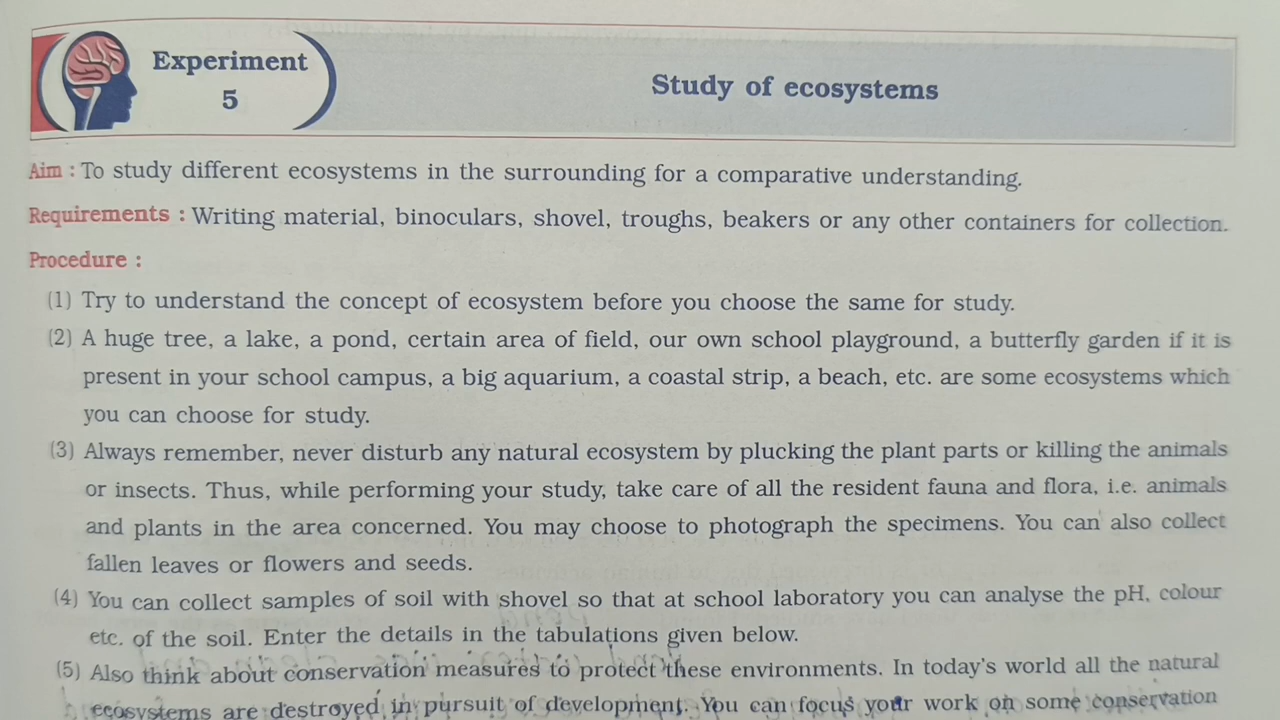 Experiment
5
Study of ecosystems
Aim : To study different ecosystems in the surrounding for a comparative understanding.
Requirements : Writing material, binoculars, shovel, troughs, beakers or any other containers for collection.
Procedure :
(1) Try to understand the concept of ecosystem before you choose the same for study.
(2) A huge tree, a lake, a pond, certain area of field, our own school playground, a butterfly garden if it is
present in your school campus, a big aquarium, a coastal strip, a beach, etc. are some ecosystems which
you can choose for study.
(3) Always remember, never disturb any natural ecosystem by plucking the plant parts or killing the animals
or insects. Thus, while performing your study, take care of all the resident fauna and flora, i.e. animals
and plants in the area concerned. You may choose to photograph the specimens. You can also collect
fallen leaves or flowers and seeds.
(4) You can collect samples of soil with shovel so that at school laboratory you can analyse the pH, colour
etc. of the soil. Enter the details in the tabulations given below.
(5) Also think about conservation measures to protect these environments. In today's world all the natural
ecosystems are destroyed in pursuit of development. You can focus your work on some conservation